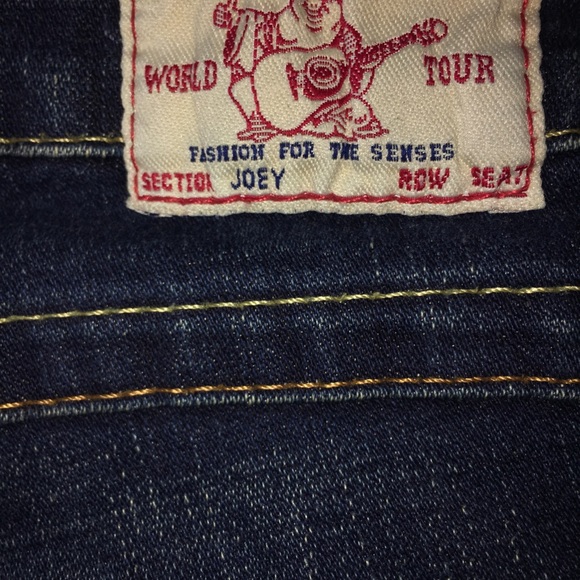 WORLD TOUR
FASHION FOR THE SENSES
SECTION JOEY ROW SEAT